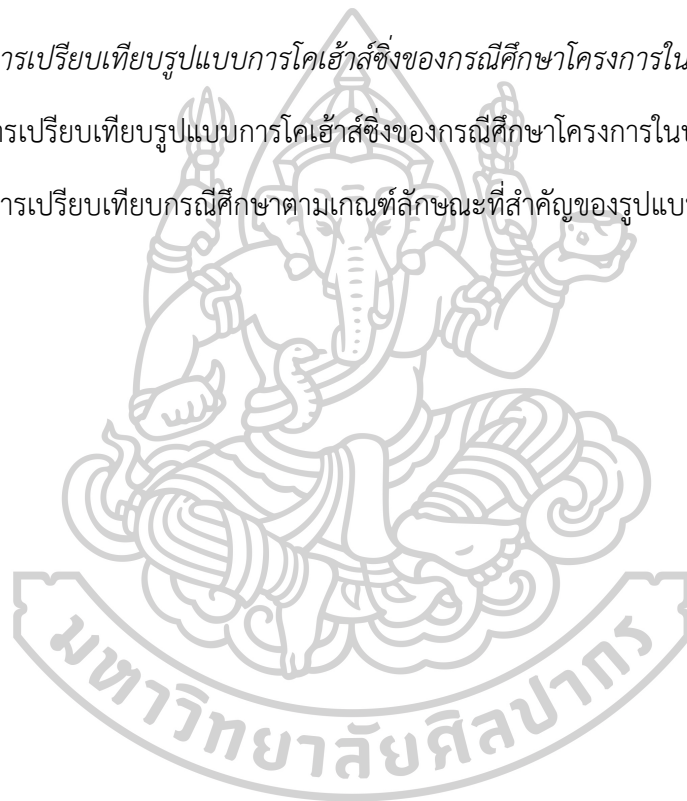 การเปรียบเทียบรูปแบบการโคเฮ้าส์ซิ่งของกรณีศึกษาโครงการใน
การเปรียบเทียบรูปแบบการโคเฮ้าส์ซิ่งของกรณีศึกษาโครงการใน
การเปรียบเทียบกรณีศึกษาตามเกณฑ์ลักษณะที่สำคัญของรูปแบ
มหาวิทยาลัยศิลปากร